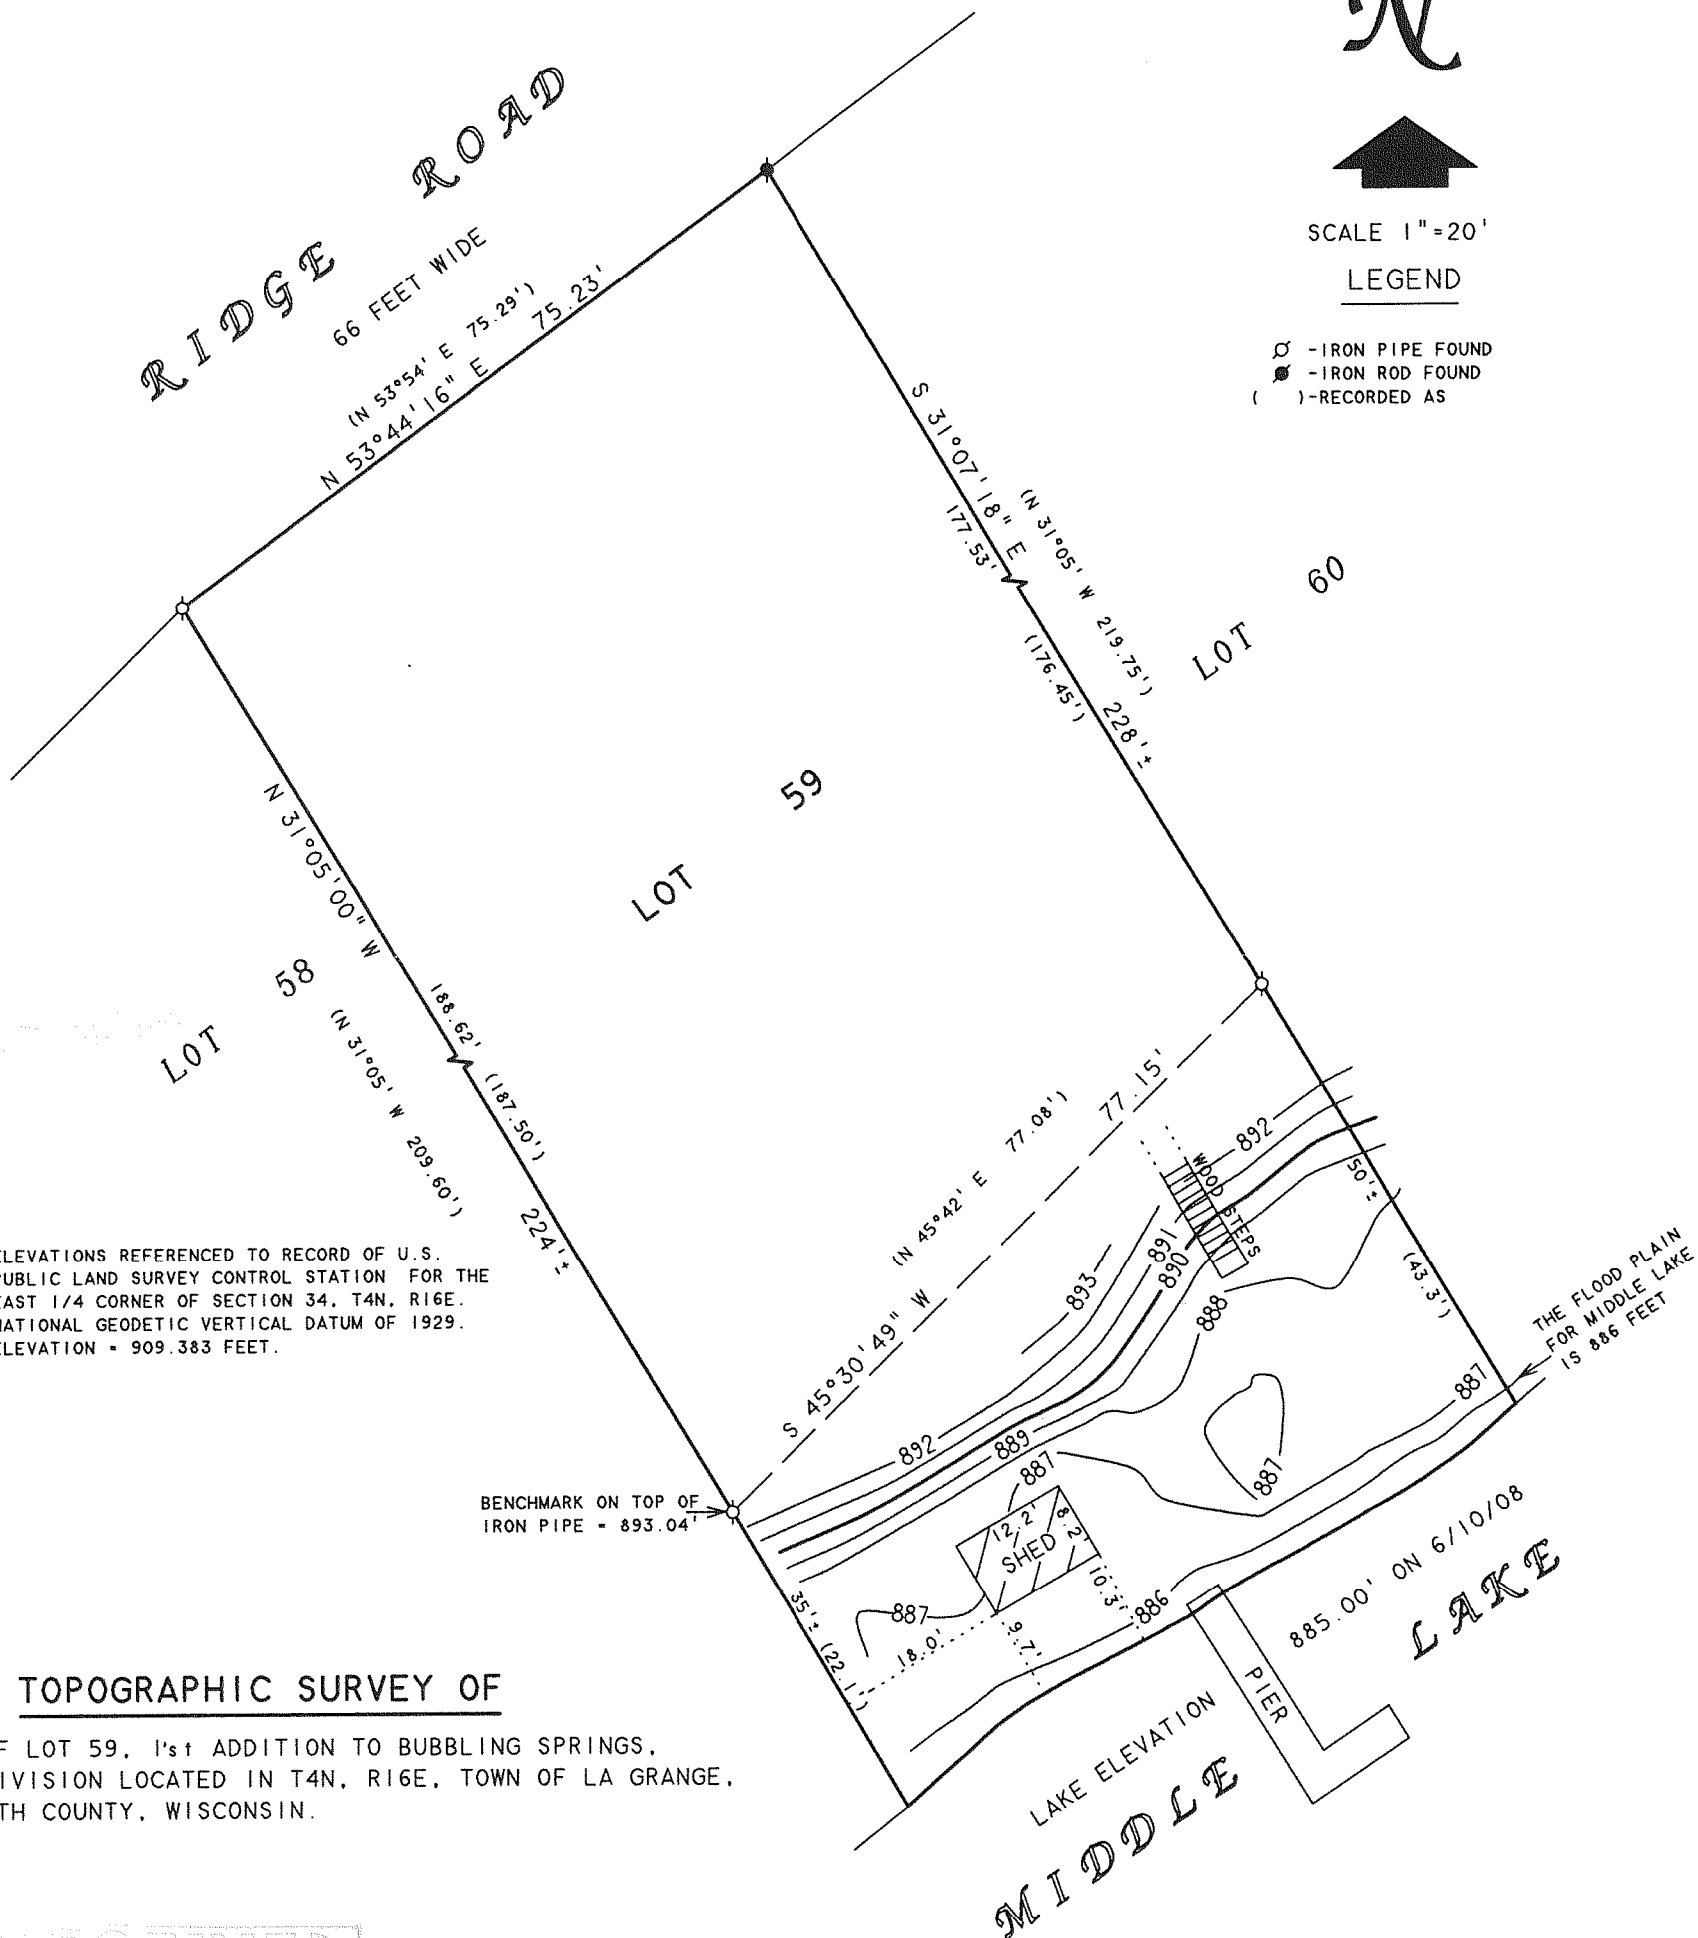 N
SCALE 1"=20'
LEGEND
-IRON PIPE FOUND
-IRON ROD FOUND
( )-RECORDED AS
RIDGE ROAD
66 FEET WIDE
(N 53°54' E 75.29')
N 53°44'16" E 75.23'
S 31°07'18" E
177.53'
(N 31°05' W 219.75')
(176.45')
228'±
LOT 60
LOT 59
N 31°05'00" W
188.62'
(187.50')
224'±
LOT 58
(N 31°05' W 209.60')
(N 45°42' E 77.08')
S 45°30'49" W 77.15'
ELEVATIONS REFERENCED TO RECORD OF U.S.
PUBLIC LAND SURVEY CONTROL STATION FOR THE
EAST 1/4 CORNER OF SECTION 34, T4N, R16E.
NATIONAL GEODETIC VERTICAL DATUM OF 1929.
ELEVATION = 909.383 FEET.
892
WOOD STEPS
50'±
(43.3')
891
890
893
888
THE FLOOD PLAIN
FOR MIDDLE LAKE
IS 886 FEET
887
892
889
887
887
BENCHMARK ON TOP OF
IRON PIPE = 893.04'
12.2'
8.2'
SHED
10.3'
886
887
35'±
(22.1')
18.0'
9.7'
PIER
LAKE ELEVATION 885.00' ON 6/10/08
MIDDLE LAKE
TOPOGRAPHIC SURVEY OF
F LOT 59, 1'st ADDITION TO BUBBLING SPRINGS,
IVISION LOCATED IN T4N, R16E, TOWN OF LA GRANGE,
TH COUNTY, WISCONSIN.